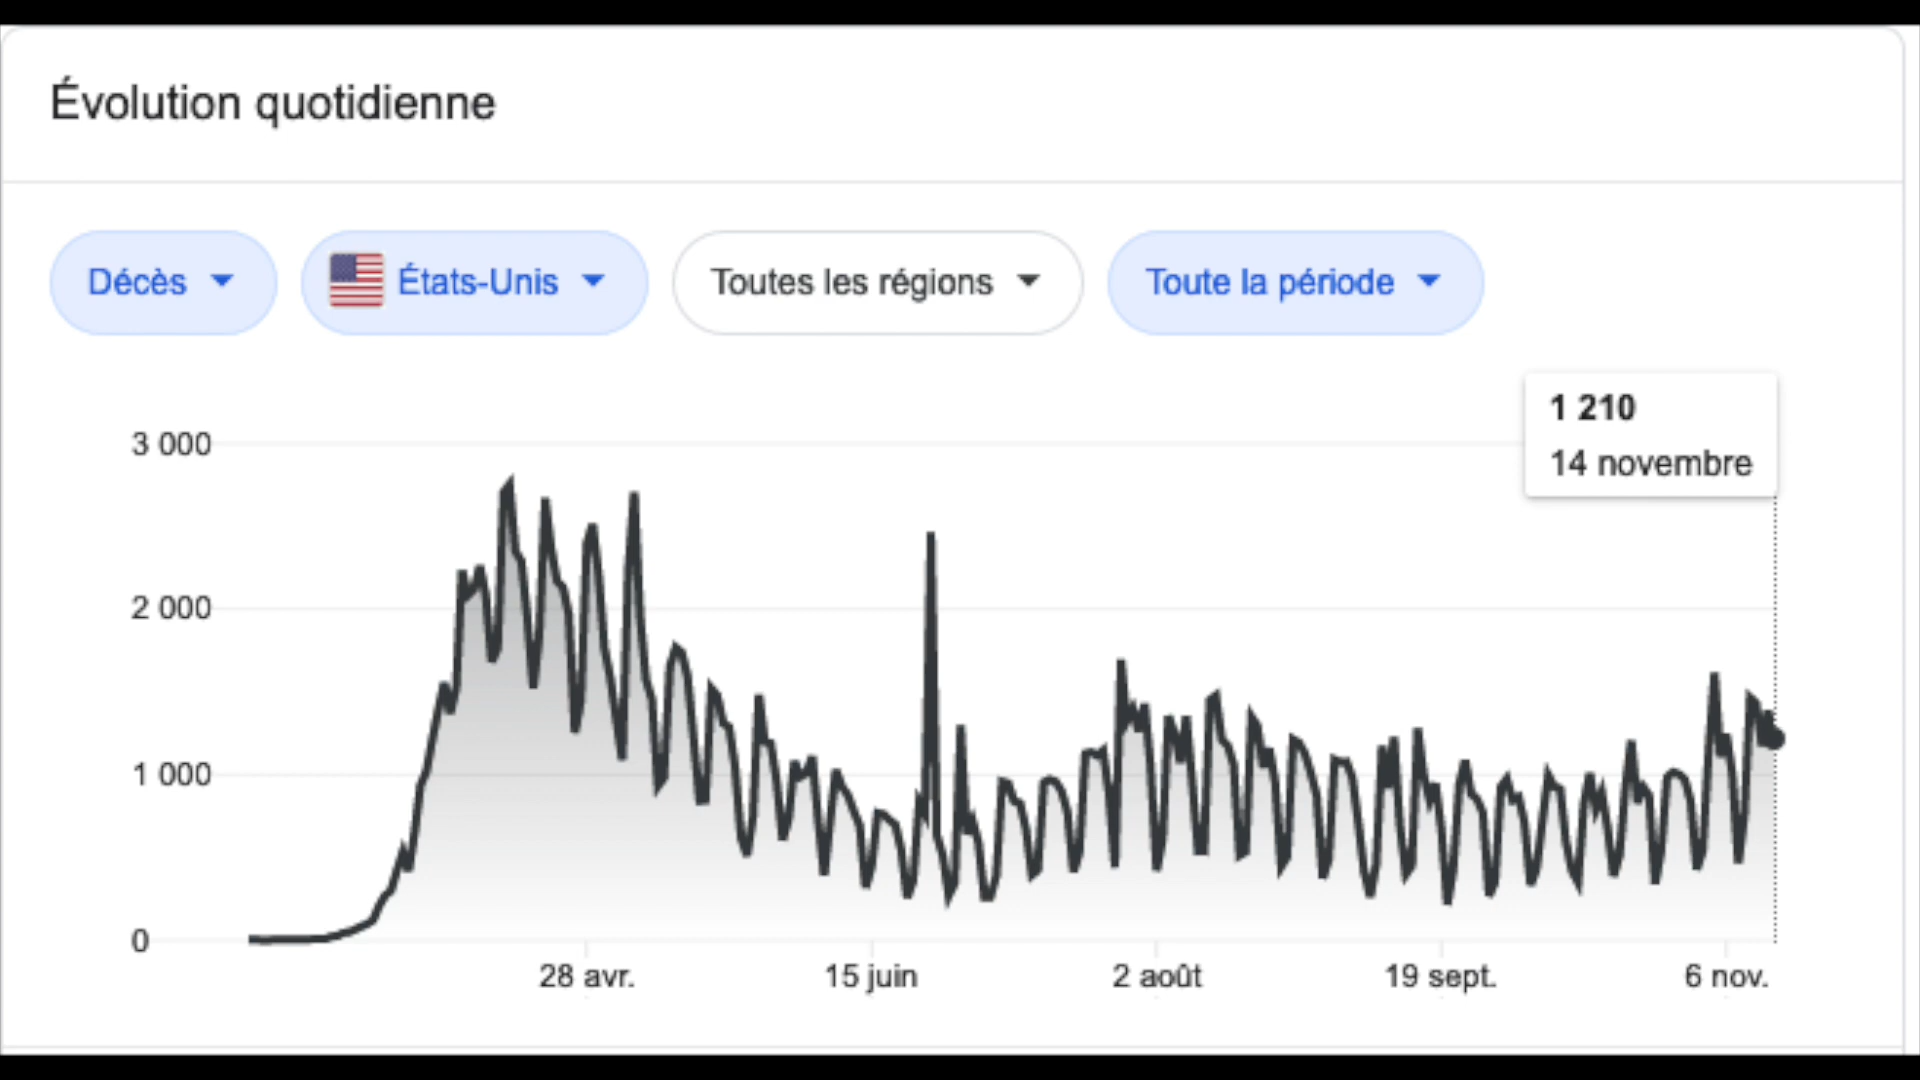 Évolution quotidienne
Décès États-Unis Toutes les régions Toute la période
1 210
14 novembre
3 000
2 000
1 000
0
28 avr. 15 juin 2 août 19 sept. 6 nov.